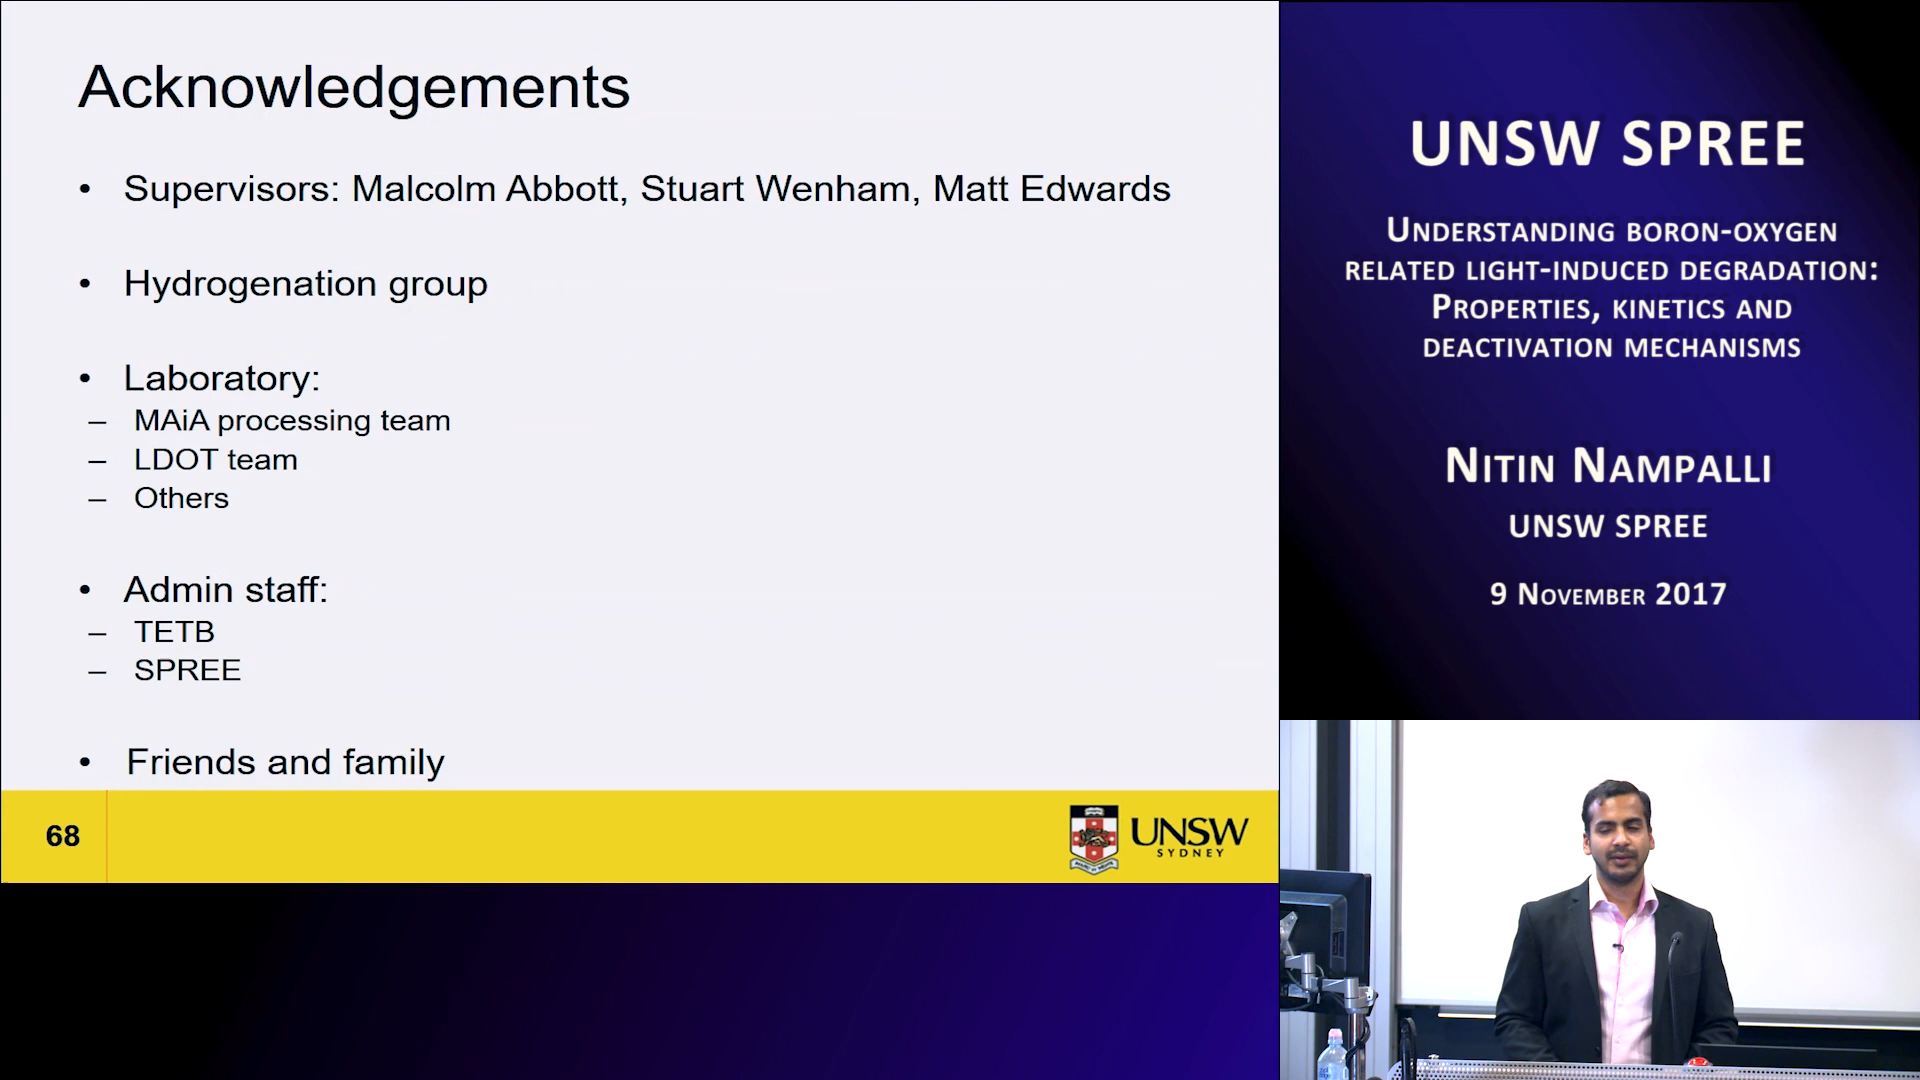 Acknowledgements
• Supervisors: Malcolm Abbott, Stuart Wenham, Matt Edwards
• Hydrogenation group
• Laboratory:
– MAiA processing team
– LDOT team
– Others
• Admin staff:
– TETB
– SPREE
• Friends and family
68
UNSW
SYDNEY
UNSW SPREE
Understanding boron-oxygen
related light-induced degradation:
Properties, kinetics and
deactivation mechanisms
Nitin Nampalli
UNSW SPREE
9 November 2017